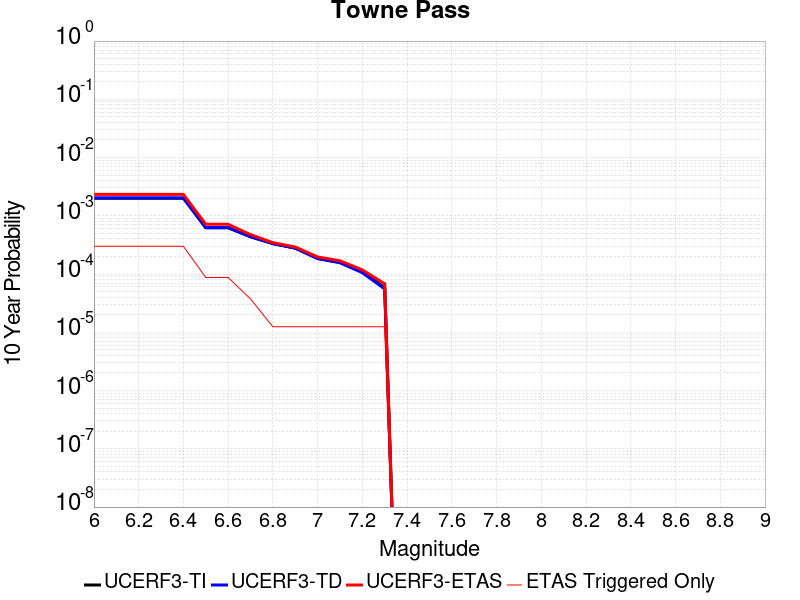 Towne Pass
10 Year Probability
10^0
10^-1
10^-2
10^-3
10^-4
10^-5
10^-6
10^-7
10^-8
6 6.2 6.4 6.6 6.8 7 7.2 7.4 7.6 7.8 8 8.2 8.4 8.6 8.8 9
Magnitude
UCERF3-TI UCERF3-TD UCERF3-ETAS ETAS Triggered Only